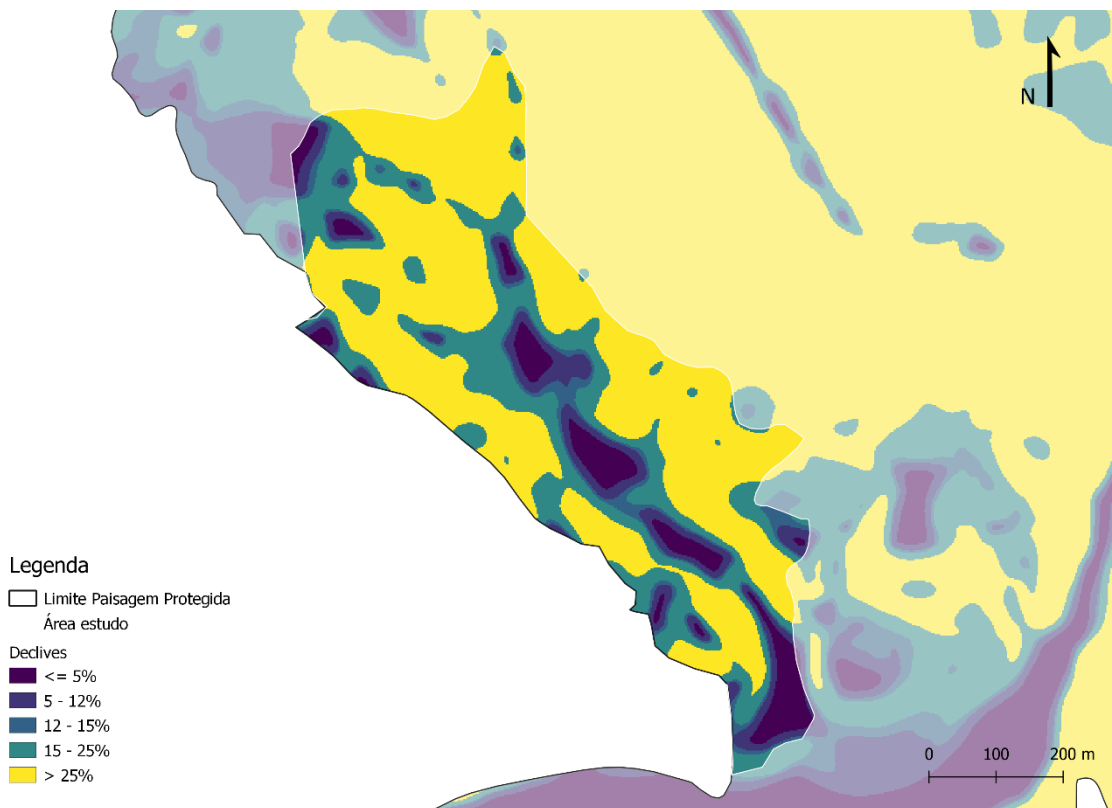 N
Legenda
Limite Paisagem Protegida
Área estudo
Declives
<= 5%
5 - 12%
12 - 15%
15 - 25%
> 25%
0 100 200 m